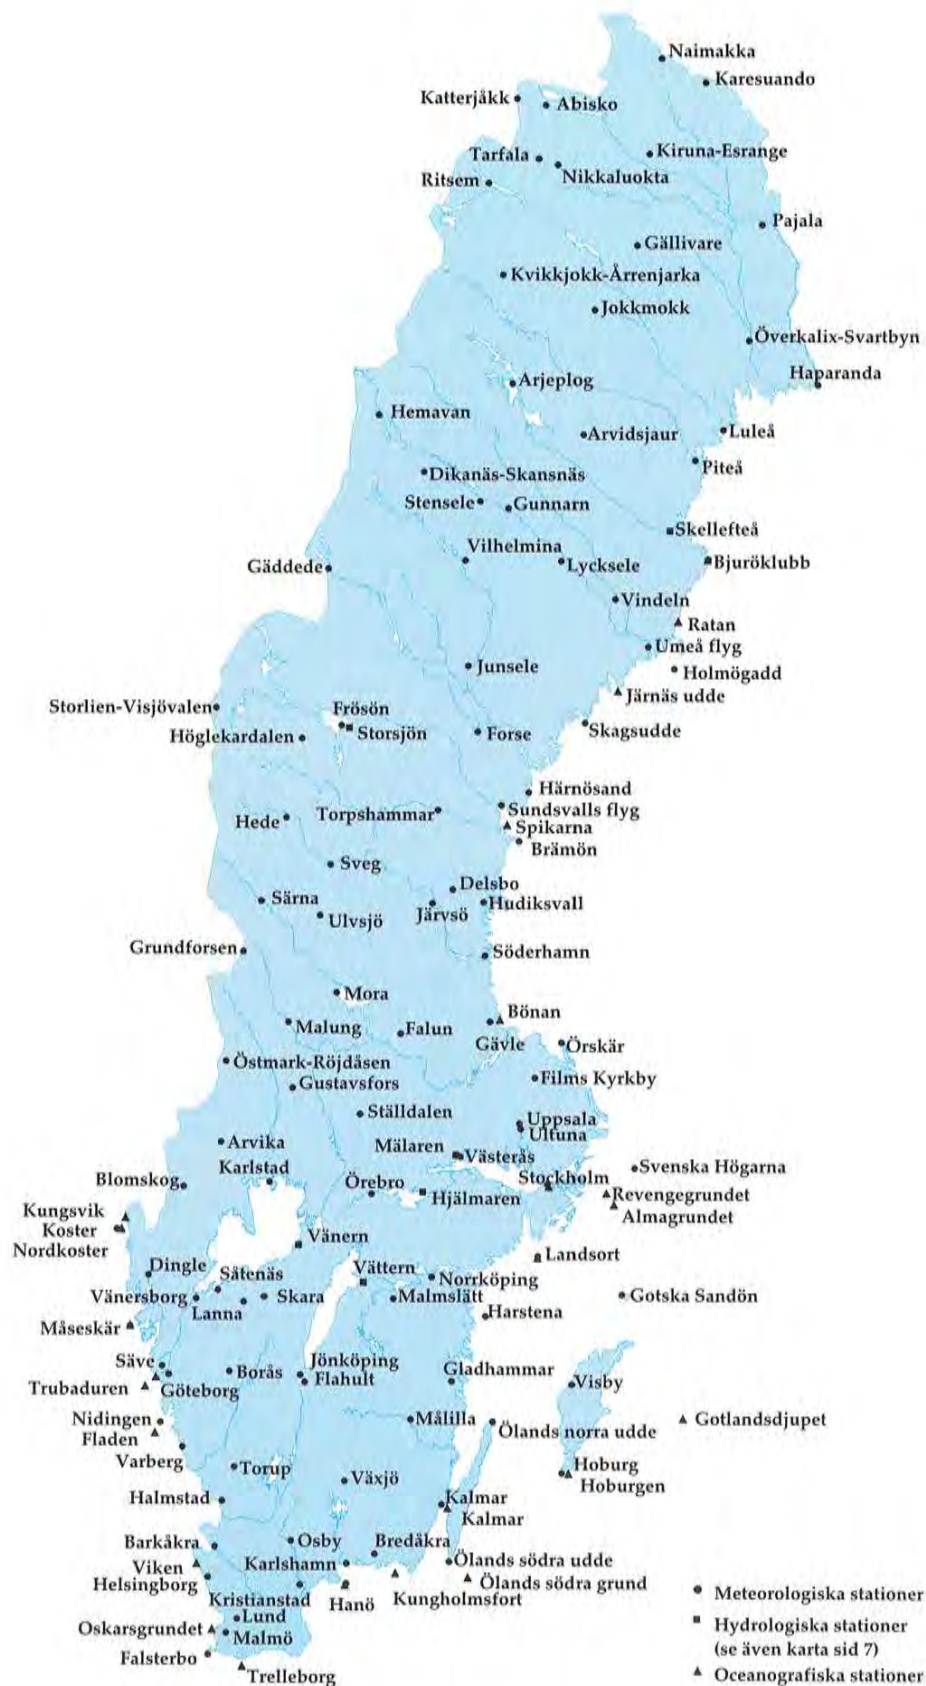 Naimakka
Karesuando
Katterjåkk
Abisko
Kiruna-Esrange
Tarfala
Nikkaluokta
Ritsem
Pajala
Gällivare
Kvikkjokk-Årrenjarka
Jokkmokk
Överkalix-Svartbyn
Haparanda
Arjeplog
Hemavan
Luleå
Arvidsjaur
Piteå
Dikanäs-Skansnäs
Stensele
Gunnarn
Skellefteå
Vilhelmina
Bjuröklubb
Gäddede
Lycksele
Vindeln
Ratan
Umeå flyg
Junsele
Holmögadd
Järnäs udde
Storlien-Visjövalen
Frösön
Storsjön
Höglekardalen
Forse
Skagsudde
Härnösand
Sundsvalls flyg
Torpshammar
Hede
Spikarna
Brämön
Sveg
Delsbo
Särna
Järvsö
Hudiksvall
Ulvsjö
Grundforsen
Söderhamn
Mora
Bönan
Malung
Falun
Gävle
Örskär
Östmark-Röjdåsen
Films Kyrkby
Gustavsfors
Ställdalen
Uppsala
Ultuna
Arvika
Mälaren
Västerås
Karlstad
Svenska Högarna
Blomskog
Örebro
Stockholm
Hjälmaren
Revengegrundet
Kungsvik
Almagrundet
Koster
Nordkoster
Vänern
Landsort
Dingle
Såtenäs
Vättern
Norrköping
Vänersborg
Skara
Malmslätt
Gotska Sandön
Lanna
Harstena
Måseskär
Säve
Borås
Jönköping
Gladhammar
Flahult
Visby
Trubaduren
Göteborg
Nidingen
Målilla
Gotlandsdjupet
Ölands norra udde
Fladen
Varberg
Torup
Hoburg
Växjö
Hoburgen
Halmstad
Kalmar
Kalmar
Barkåkra
Osby
Bredåkra
Viken
Karlshamn
Ölands södra udde
Helsingborg
Ölands södra grund
Kristianstad
Hanö
Kungholmsfort
Lund
Oskarsgrundet
Malmö
Falsterbo
Trelleborg
Meteorologiska stationer
Hydrologiska stationer
(se även karta sid 7)
Oceanografiska stationer